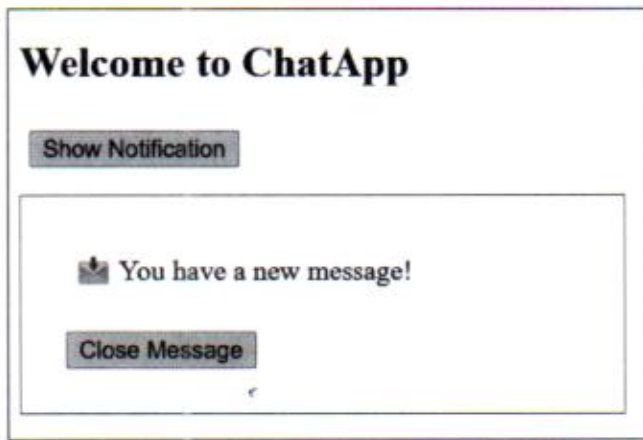 Welcome to ChatApp
Show Notification
📩 You have a new message!
Close Message